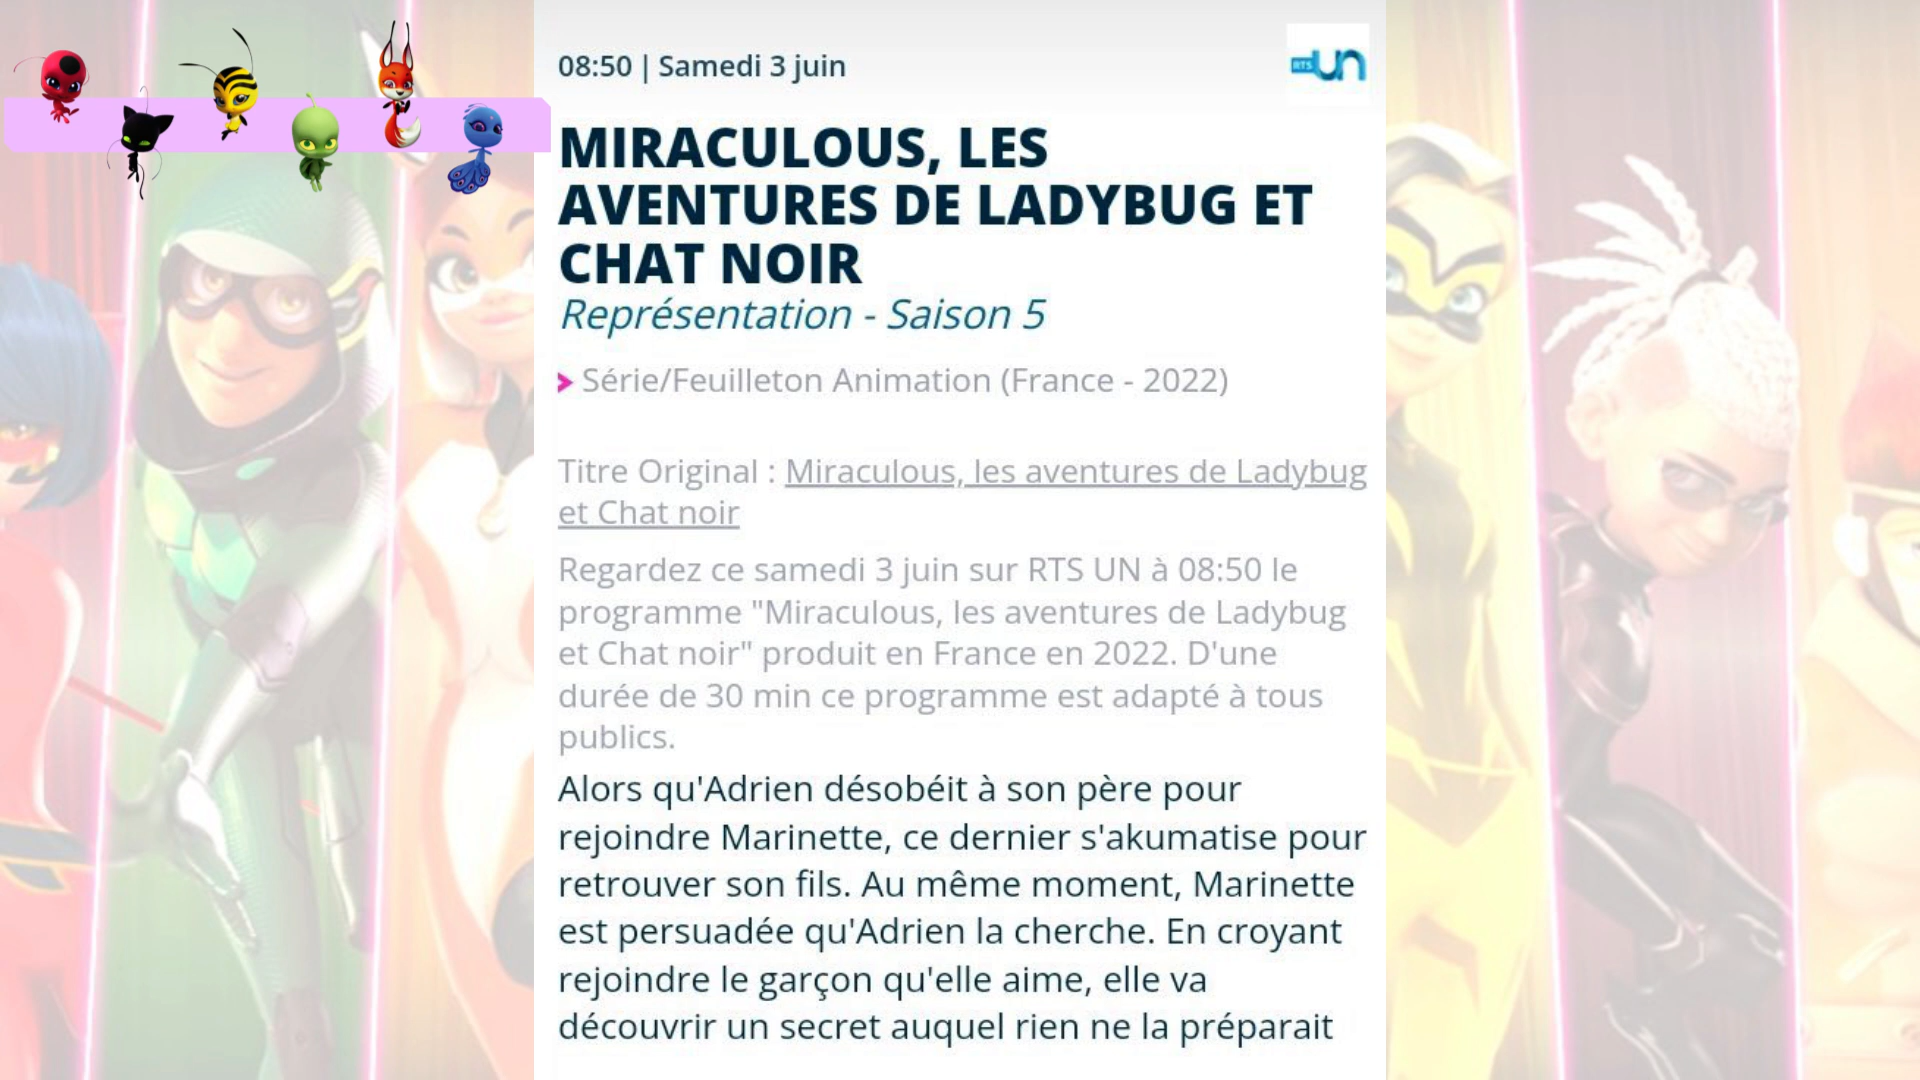 08:50 | Samedi 3 juin
RTS un
MIRACULOUS, LES
AVENTURES DE LADYBUG ET
CHAT NOIR
Représentation - Saison 5
Série/Feuilleton Animation (France - 2022)
Titre Original : Miraculous, les aventures de Ladybug
et Chat noir
Regardez ce samedi 3 juin sur RTS UN à 08:50 le
programme "Miraculous, les aventures de Ladybug
et Chat noir" produit en France en 2022. D'une
durée de 30 min ce programme est adapté à tous
publics.
Alors qu'Adrien désobéit à son père pour
rejoindre Marinette, ce dernier s'akumatise pour
retrouver son fils. Au même moment, Marinette
est persuadée qu'Adrien la cherche. En croyant
rejoindre le garçon qu'elle aime, elle va
découvrir un secret auquel rien ne la préparait